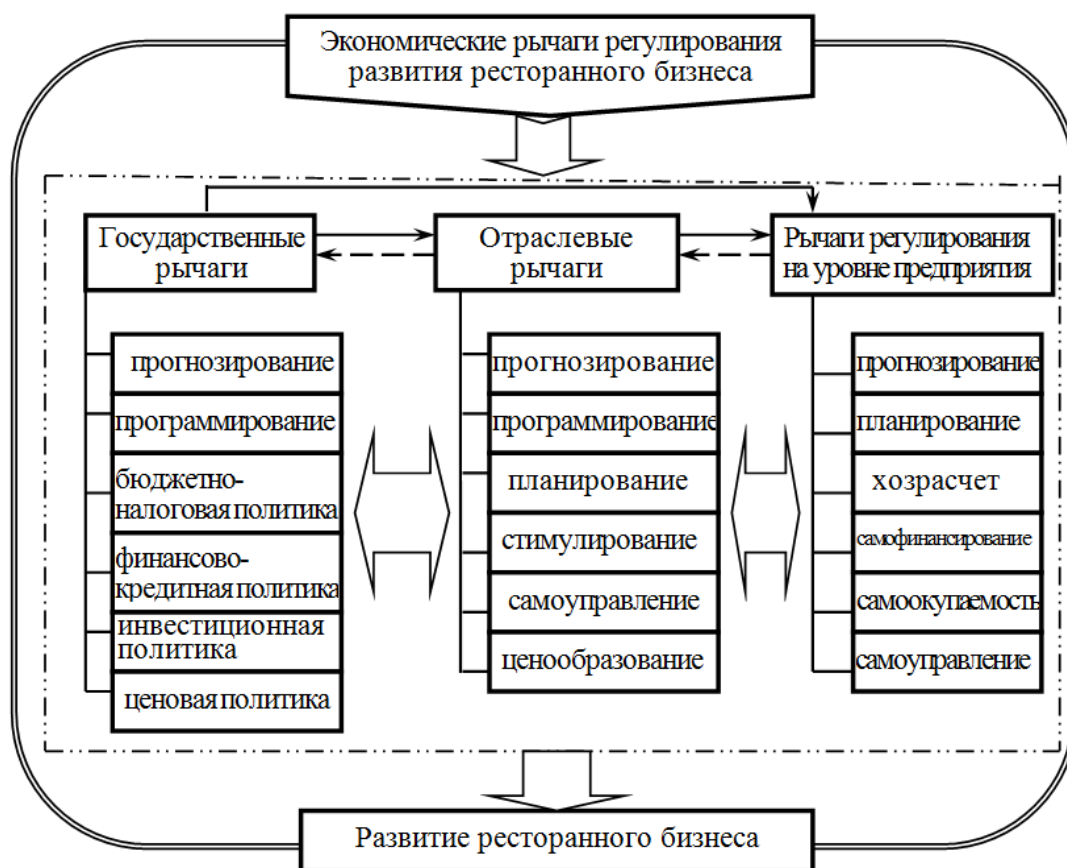 Экономические рычаги регулирования
развития ресторанного бизнеса
Государственные
рычаги
Отраслевые
рычаги
Рычаги регулирования
на уровне предприятия
прогнозирование
программирование
бюджетно-
налоговая политика
финансово-
кредитная политика
инвестиционная
политика
ценовая политика
прогнозирование
программирование
планирование
стимулирование
самоуправление
ценообразование
прогнозирование
планирование
хозрасчет
самофинансирование
самоокупаемость
самоуправление
Развитие ресторанного бизнеса